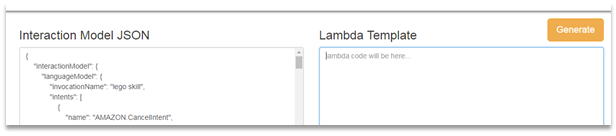 Generate
Interaction Model JSON
Lambda Template
{
"interactionModel": {
"languageModel": {
"invocationName": "lego skill",
"intents": [
{
"name": "AMAZON.CancelIntent",
lambda code will be here...